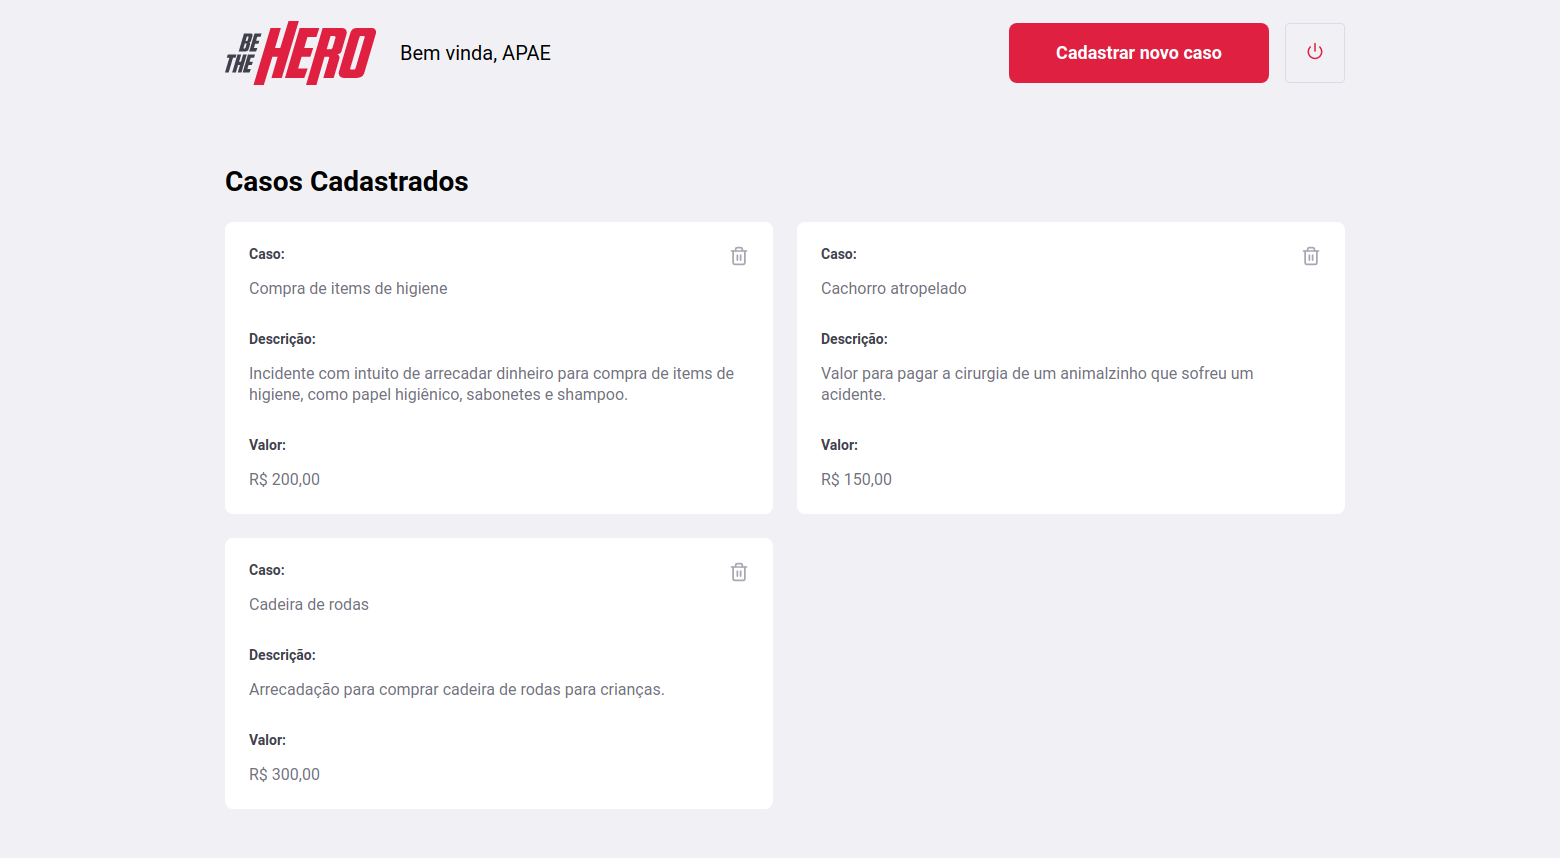 BE
THE
HERO
Bem vinda, APAE
Cadastrar novo caso
Casos Cadastrados
Caso:
Compra de items de higiene
Descrição:
Incidente com intuito de arrecadar dinheiro para compra de items de
higiene, como papel higiênico, sabonetes e shampoo.
Valor:
R$ 200,00
Caso:
Cachorro atropelado
Descrição:
Valor para pagar a cirurgia de um animalzinho que sofreu um
acidente.
Valor:
R$ 150,00
Caso:
Cadeira de rodas
Descrição:
Arrecadação para comprar cadeira de rodas para crianças.
Valor:
R$ 300,00